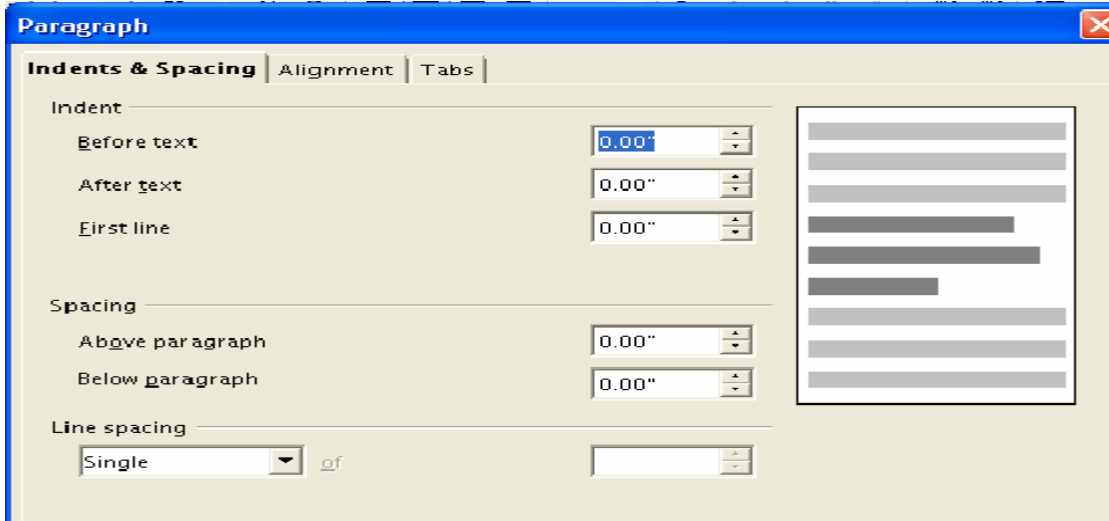 Paragraph
Indents & Spacing Alignment Tabs
Indent
Before text 0.00"
After text 0.00"
First line 0.00"
Spacing
Above paragraph 0.00"
Below paragraph 0.00"
Line spacing
Single of